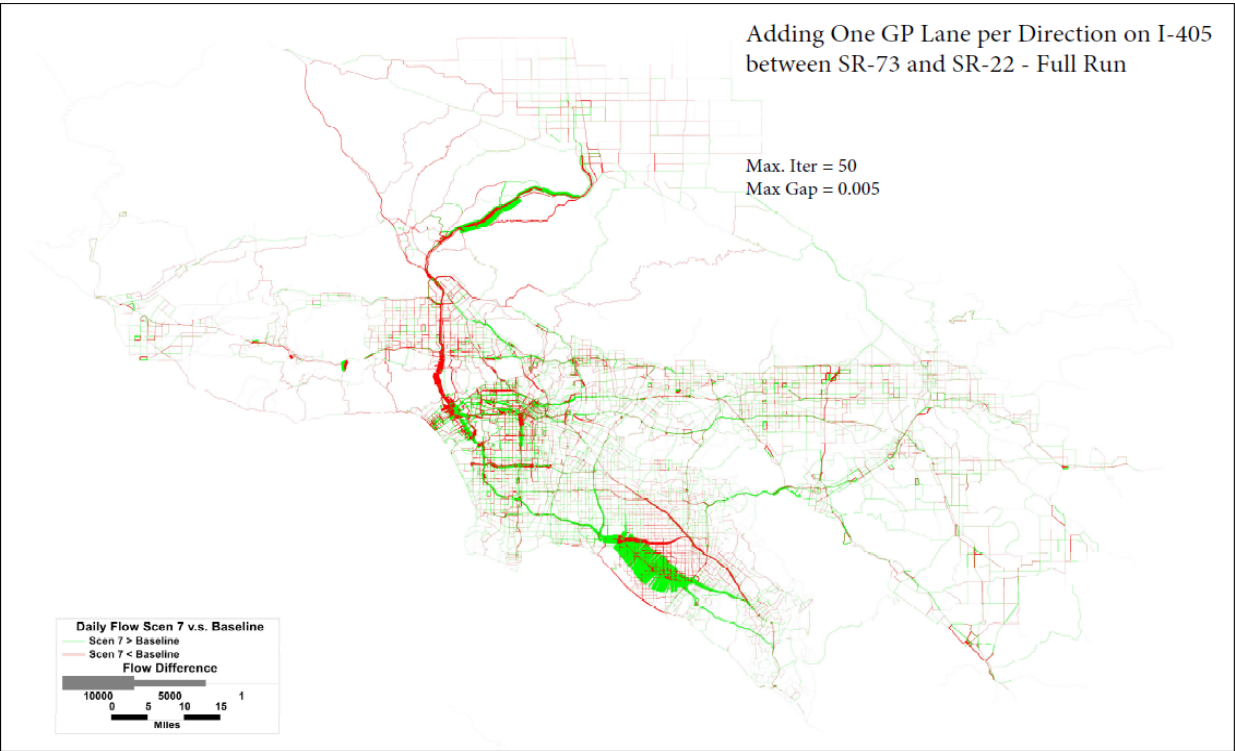 Adding One GP Lane per Direction on I-405
between SR-73 and SR-22 - Full Run
Max. Iter = 50
Max Gap = 0.005
Daily Flow Scen 7 v.s. Baseline
Scen 7 > Baseline
Scen 7 < Baseline
Flow Difference
10000 5000 1
0 5 10 15
Miles